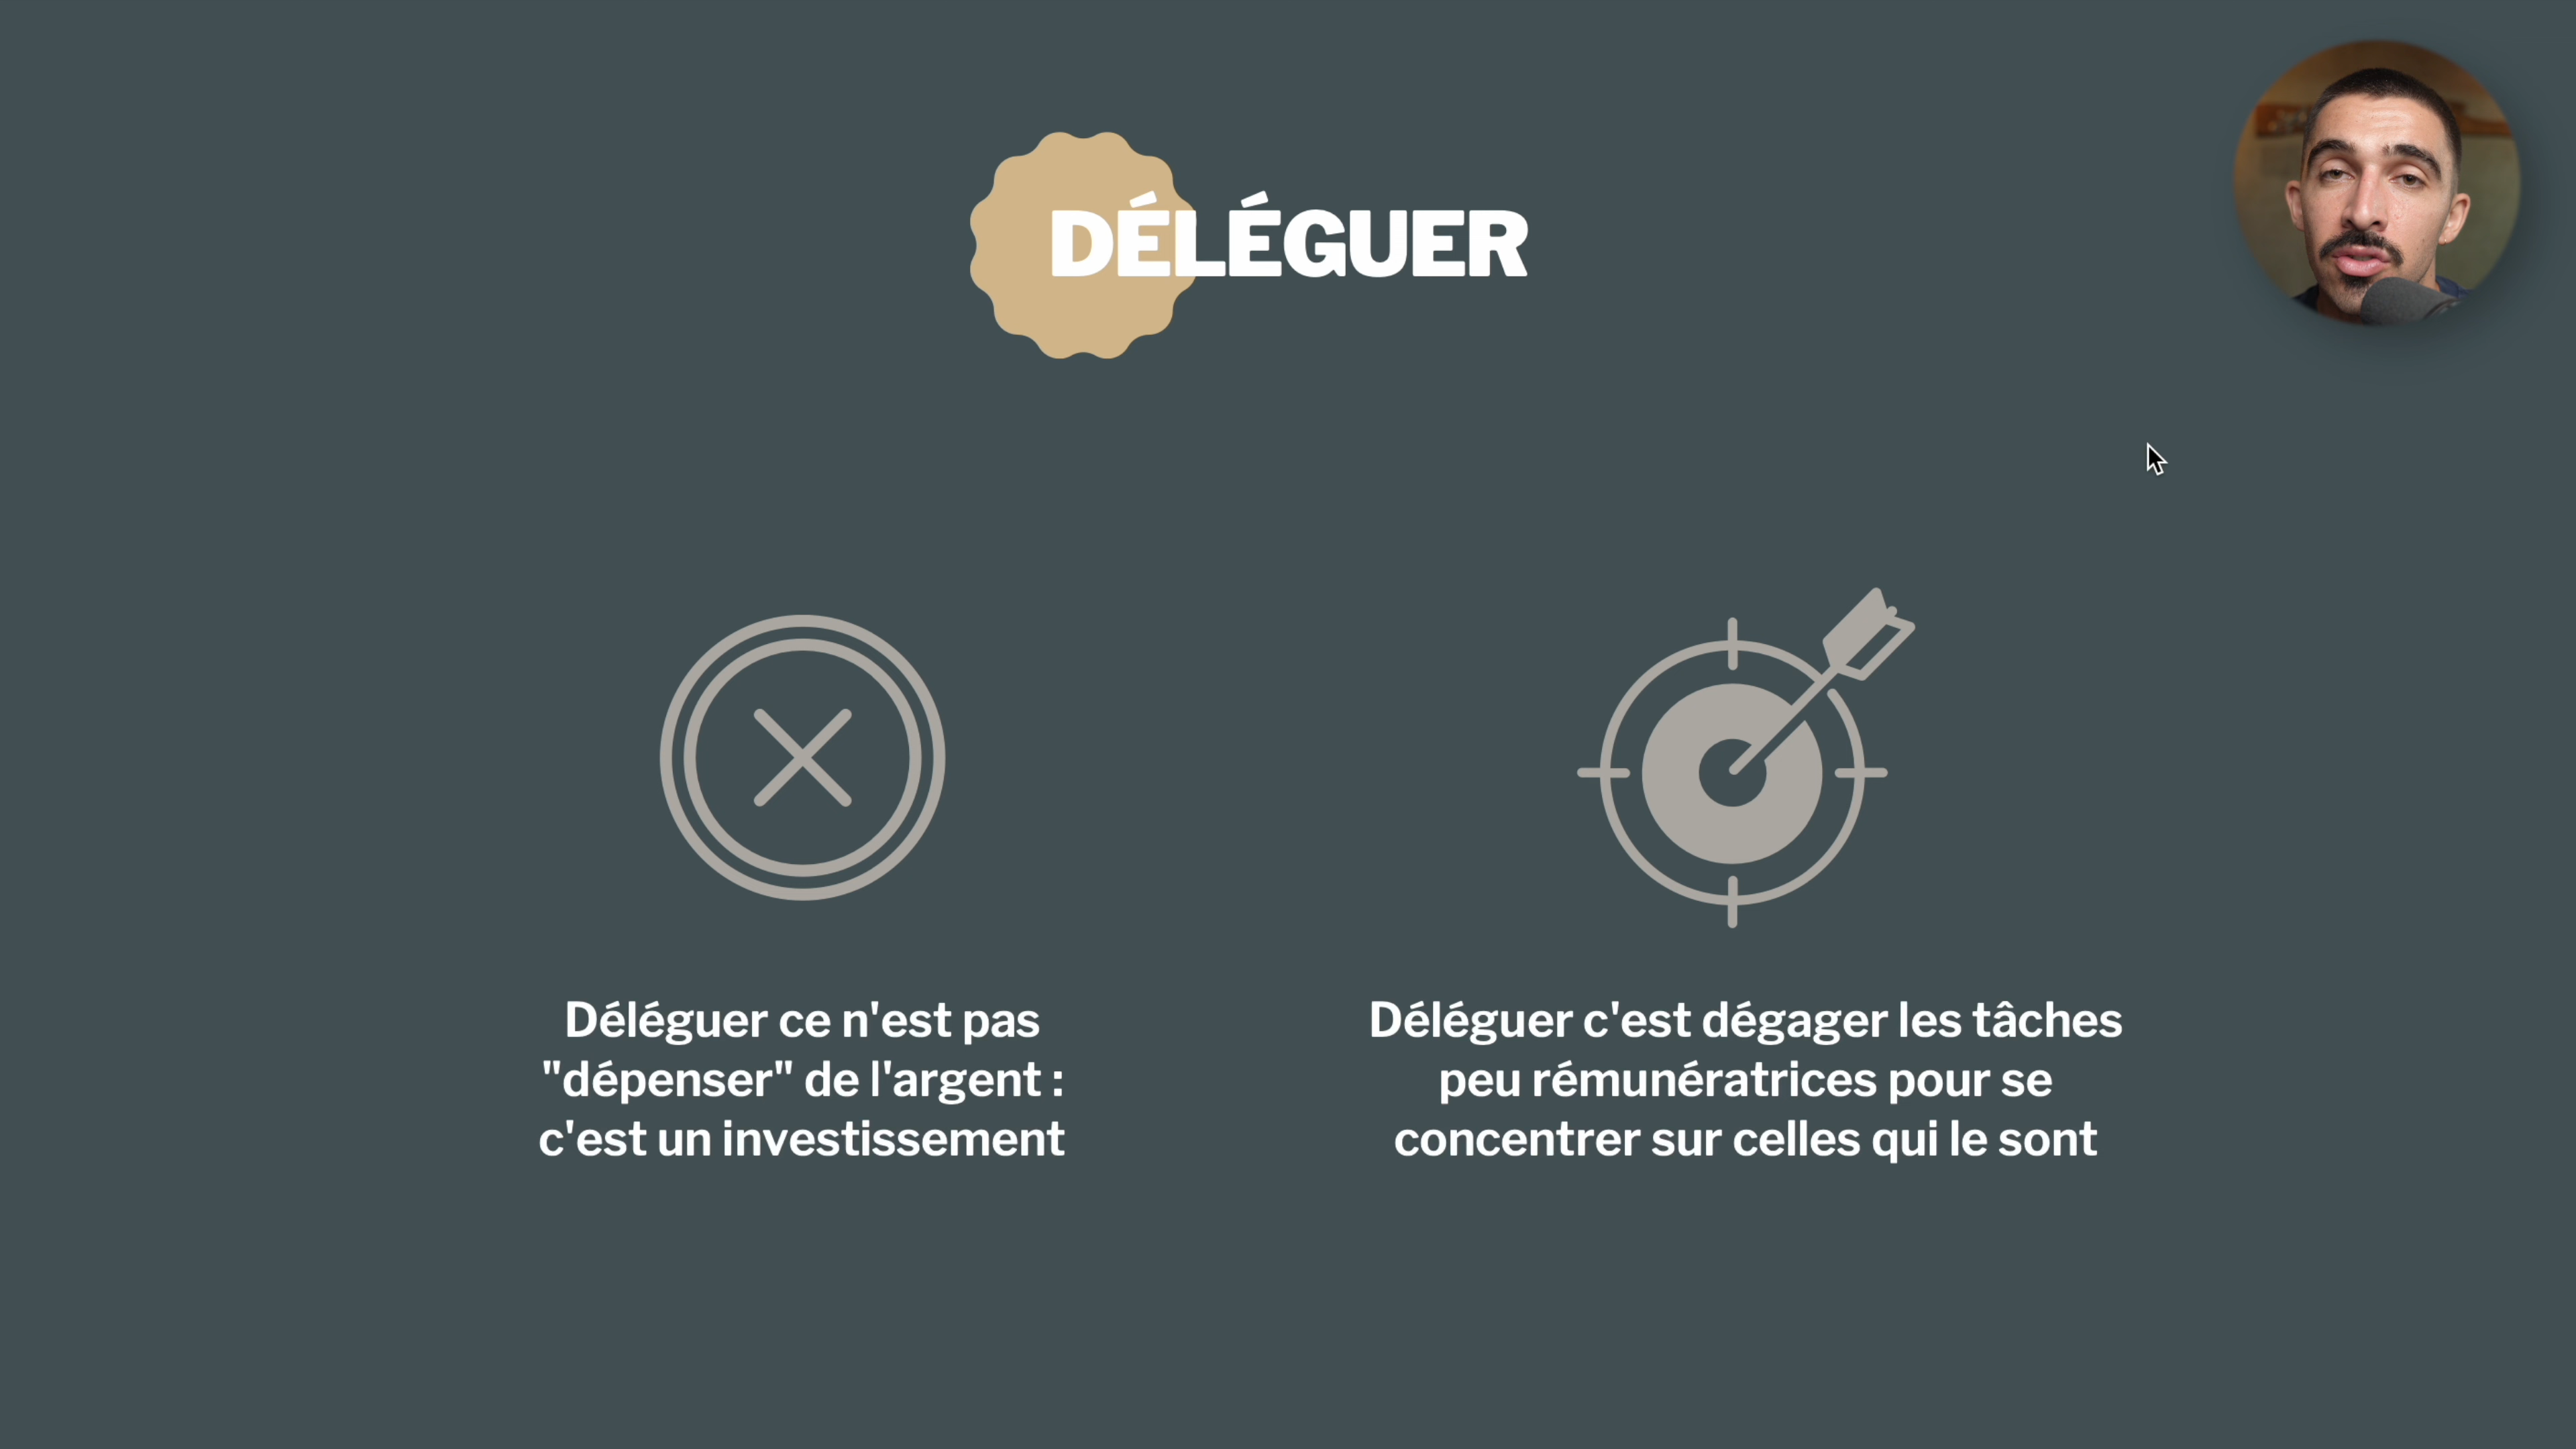 DÉLÉGUER
Déléguer ce n'est pas
"dépenser" de l'argent :
c'est un investissement
Déléguer c'est dégager les tâches
peu rémunératrices pour se
concentrer sur celles qui le sont